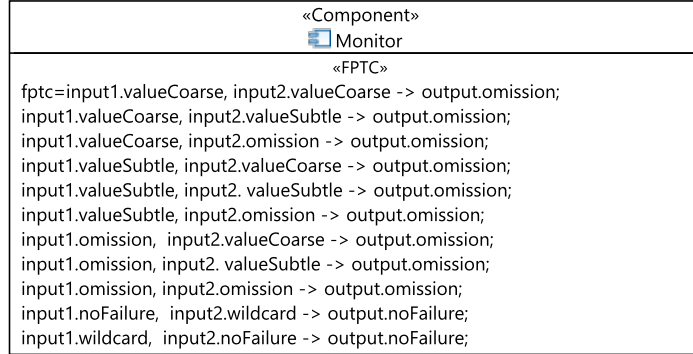 «Component»
Monitor
«FPTC»
fptc=input1.valueCoarse, input2.valueCoarse -> output.omission;
input1.valueCoarse, input2.valueSubtle -> output.omission;
input1.valueCoarse, input2.omission -> output.omission;
input1.valueSubtle, input2.valueCoarse -> output.omission;
input1.valueSubtle, input2. valueSubtle -> output.omission;
input1.valueSubtle, input2.omission -> output.omission;
input1.omission,  input2.valueCoarse -> output.omission;
input1.omission, input2. valueSubtle -> output.omission;
input1.omission, input2.omission -> output.omission;
input1.noFailure,  input2.wildcard -> output.noFailure;
input1.wildcard,  input2.noFailure -> output.noFailure;